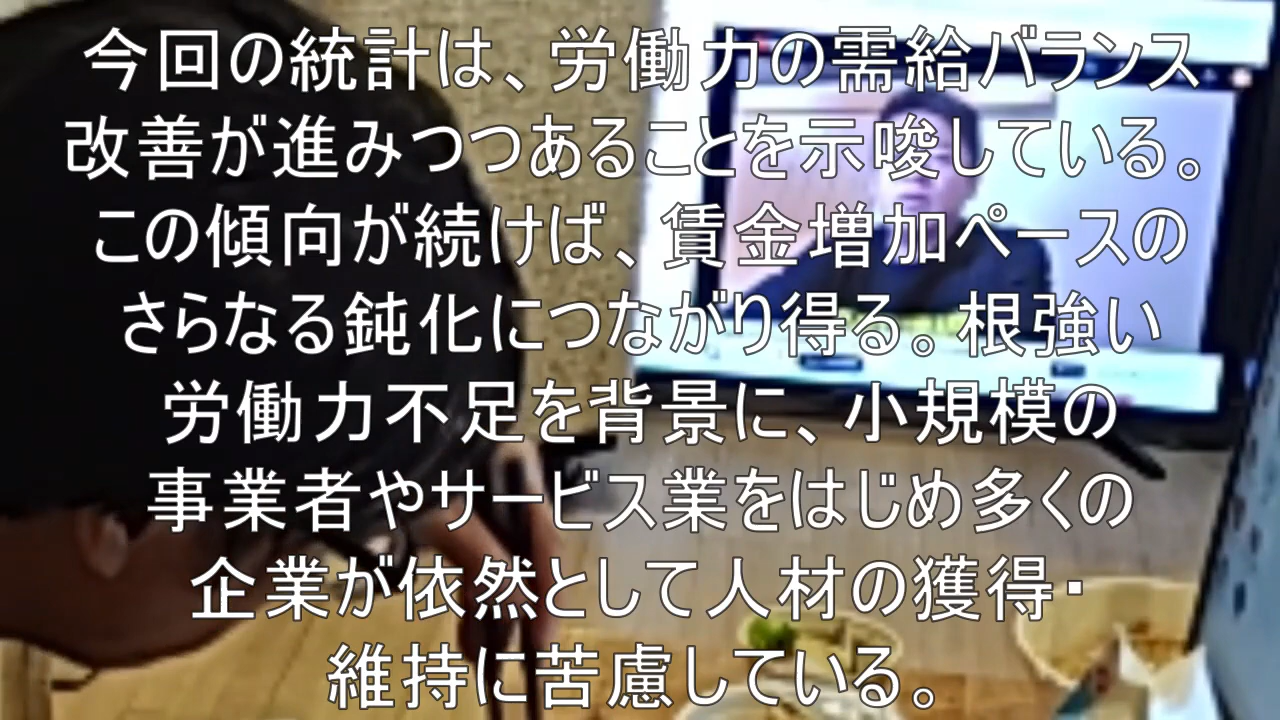 今回の統計は、労働力の需給バランス
改善が進みつつあることを示唆している。
この傾向が続けば、賃金増加ペースの
さらなる鈍化につながり得る。根強い
労働力不足を背景に、小規模の
事業者やサービス業をはじめ多くの
企業が依然として人材の獲得・
維持に苦慮している。